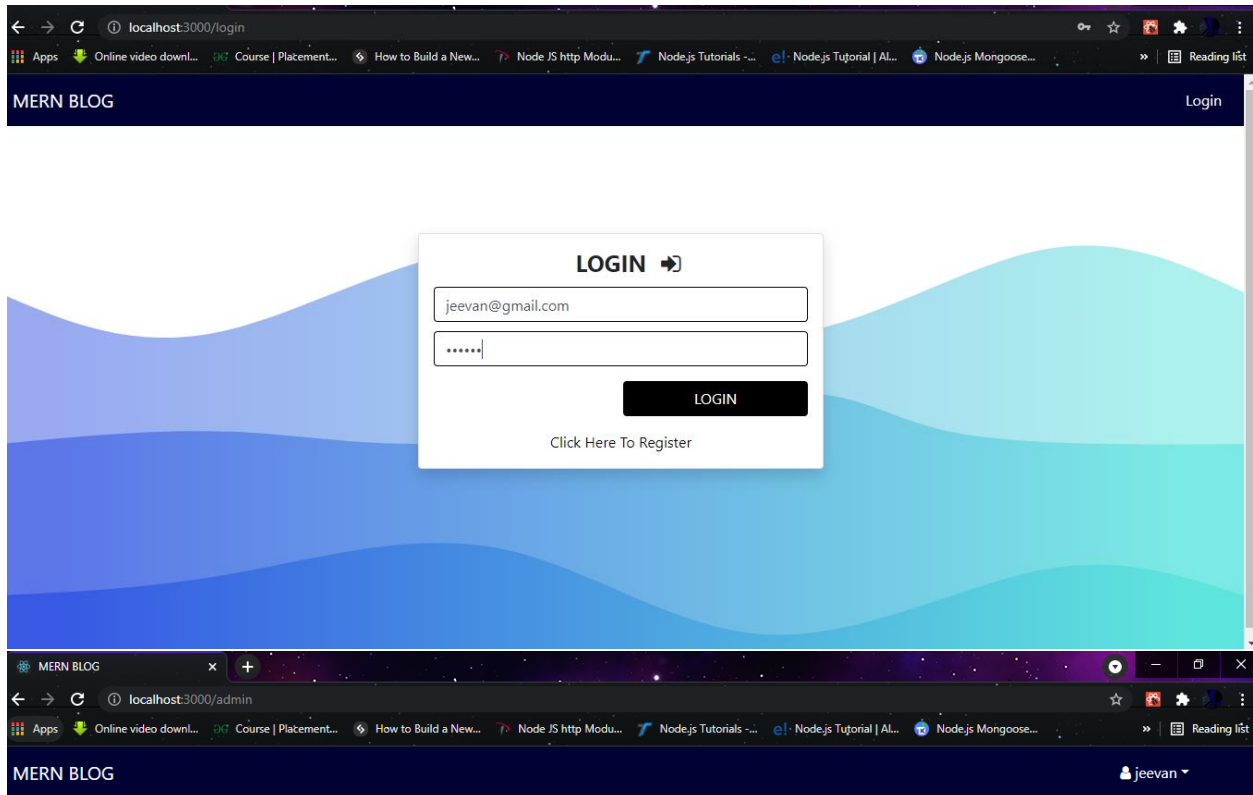 localhost:3000/login
Apps Online video downl... Course | Placement... How to Build a New... Node JS http Modu... Node.js Tutorials -... Node.js Tutorial | Al... Node.js Mongoose... » Reading list
MERN BLOG Login
LOGIN
jeevan@gmail.com
••••••
LOGIN
Click Here To Register
MERN BLOG
localhost:3000/admin
Apps Online video downl... Course | Placement... How to Build a New... Node JS http Modu... Node.js Tutorials -... Node.js Tutorial | Al... Node.js Mongoose... » Reading list
MERN BLOG jeevan